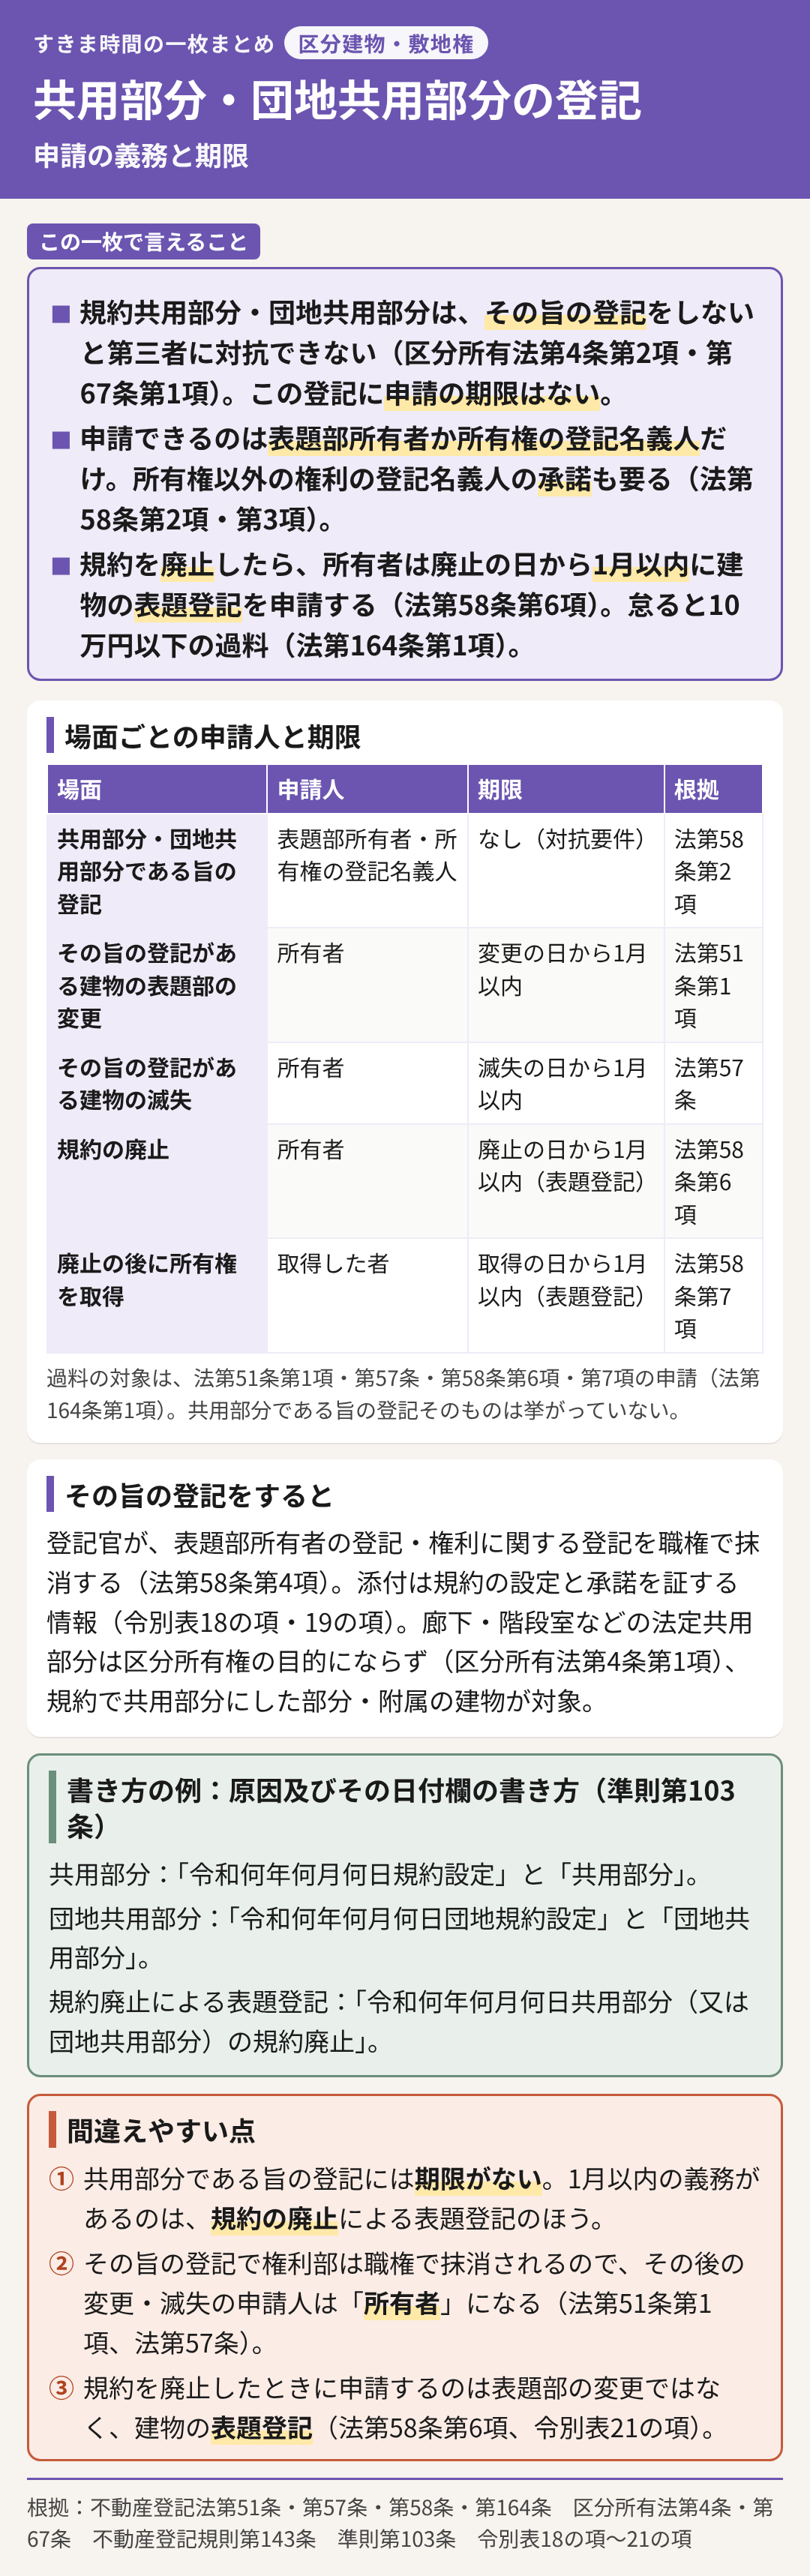 すきま時間の一枚まとめ 区分建物・敷地権
共用部分・団地共用部分の登記
申請の義務と期限
この一枚で言えること
■ 規約共用部分・団地共用部分は、その旨の登記をしない
と第三者に対抗できない（区分所有法第4条第2項・第
67条第1項）。この登記に申請の期限はない。
■ 申請できるのは表題部所有者か所有権の登記名義人だ
け。所有権以外の権利の登記名義人の承諾も要る（法第
58条第2項・第3項）。
■ 規約を廃止したら、所有者は廃止の日から1月以内に建
物の表題登記を申請する（法第58条第6項）。怠ると10
万円以下の過料（法第164条第1項）。
場面ごとの申請人と期限
場面 申請人 期限 根拠
共用部分・団地共 表題部所有者・所 なし（対抗要件） 法第58
用部分である旨の 有権の登記名義人 条第2
登記 項
その旨の登記があ 所有者 変更の日から1月 法第51
る建物の表題部の 以内 条第1
変更 項
その旨の登記があ 所有者 滅失の日から1月 法第57
る建物の滅失 以内 条
規約の廃止 所有者 廃止の日から1月 法第58
以内（表題登記） 条第6
項
廃止の後に所有権 取得した者 取得の日から1月 法第58
を取得 以内（表題登記） 条第7
項
過料の対象は、法第51条第1項・第57条・第58条第6項・第7項の申請（法第
164条第1項）。共用部分である旨の登記そのものは挙がっていない。
その旨の登記をすると
登記官が、表題部所有者の登記・権利に関する登記を職権で抹
消する（法第58条第4項）。添付は規約の設定と承諾を証する
情報（令別表18の項・19の項）。廊下・階段室などの法定共用
部分は区分所有権の目的にならず（区分所有法第4条第1項）、
規約で共用部分にした部分・附属の建物が対象。
書き方の例：原因及びその日付欄の書き方（準則第103
条）
共用部分：「令和何年何月何日規約設定」と「共用部分」。
団地共用部分：「令和何年何月何日団地規約設定」と「団地共
用部分」。
規約廃止による表題登記：「令和何年何月何日共用部分（又は
団地共用部分）の規約廃止」。
間違えやすい点
① 共用部分である旨の登記には期限がない。1月以内の義務が
あるのは、規約の廃止による表題登記のほう。
② その旨の登記で権利部は職権で抹消されるので、その後の
変更・滅失の申請人は「所有者」になる（法第51条第1
項、法第57条）。
③ 規約を廃止したときに申請するのは表題部の変更ではな
く、建物の表題登記（法第58条第6項、令別表21の項）。
根拠：不動産登記法第51条・第57条・第58条・第164条　区分所有法第4条・第
67条　不動産登記規則第143条　準則第103条　令別表18の項〜21の項